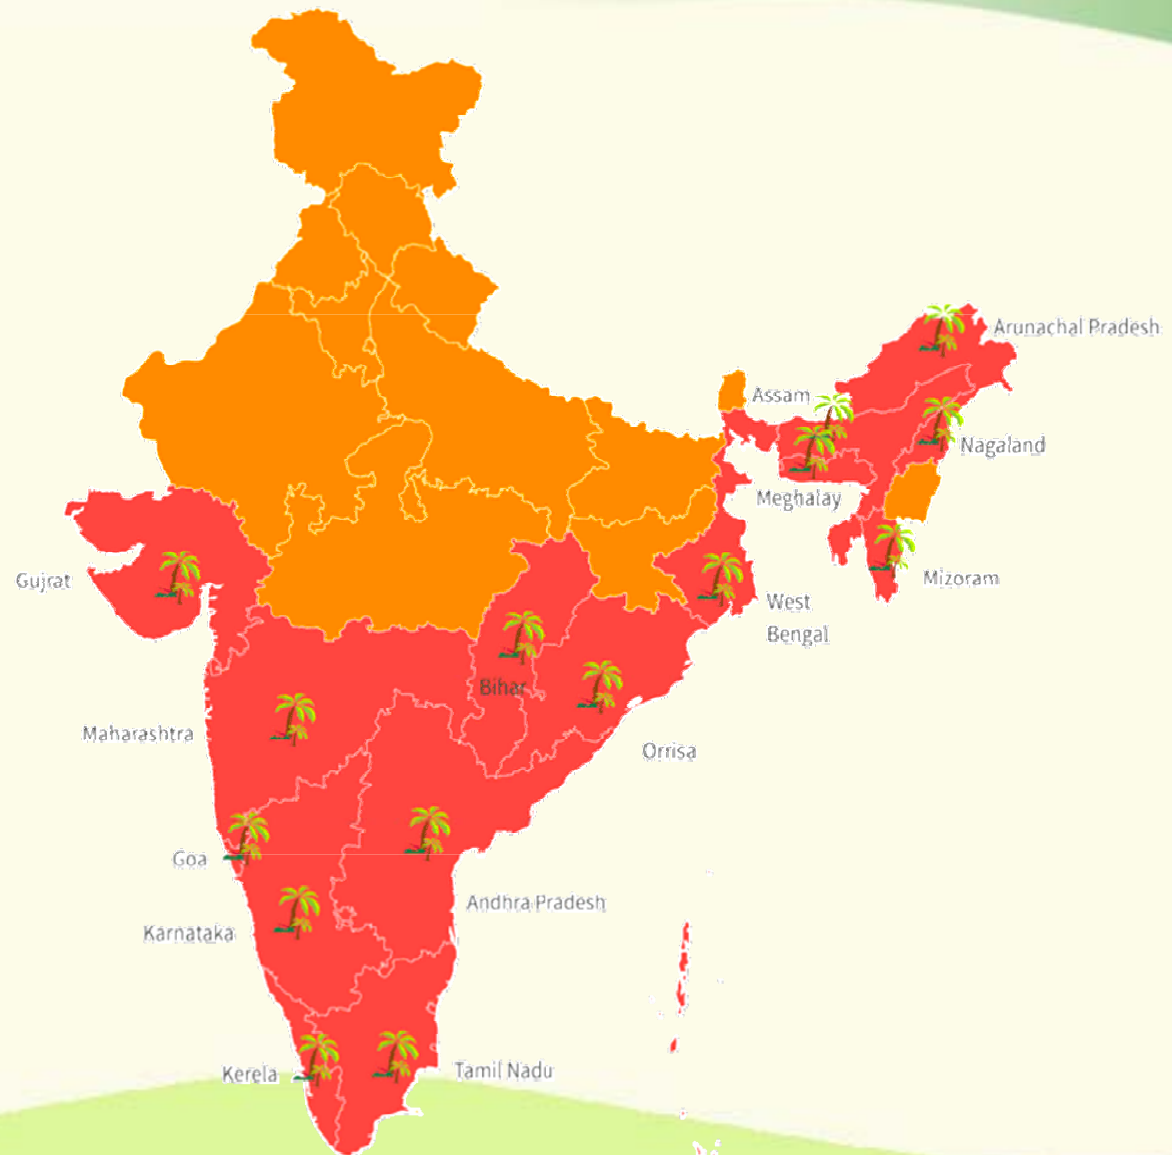 Arunachal Pradesh
Assam
Nagaland
Meghalay
Gujrat
Mizoram
West
Bengal
Bihar
Maharashtra
Orrisa
Goa
Andhra Pradesh
Karnataka
Kerela
Tamil Nadu